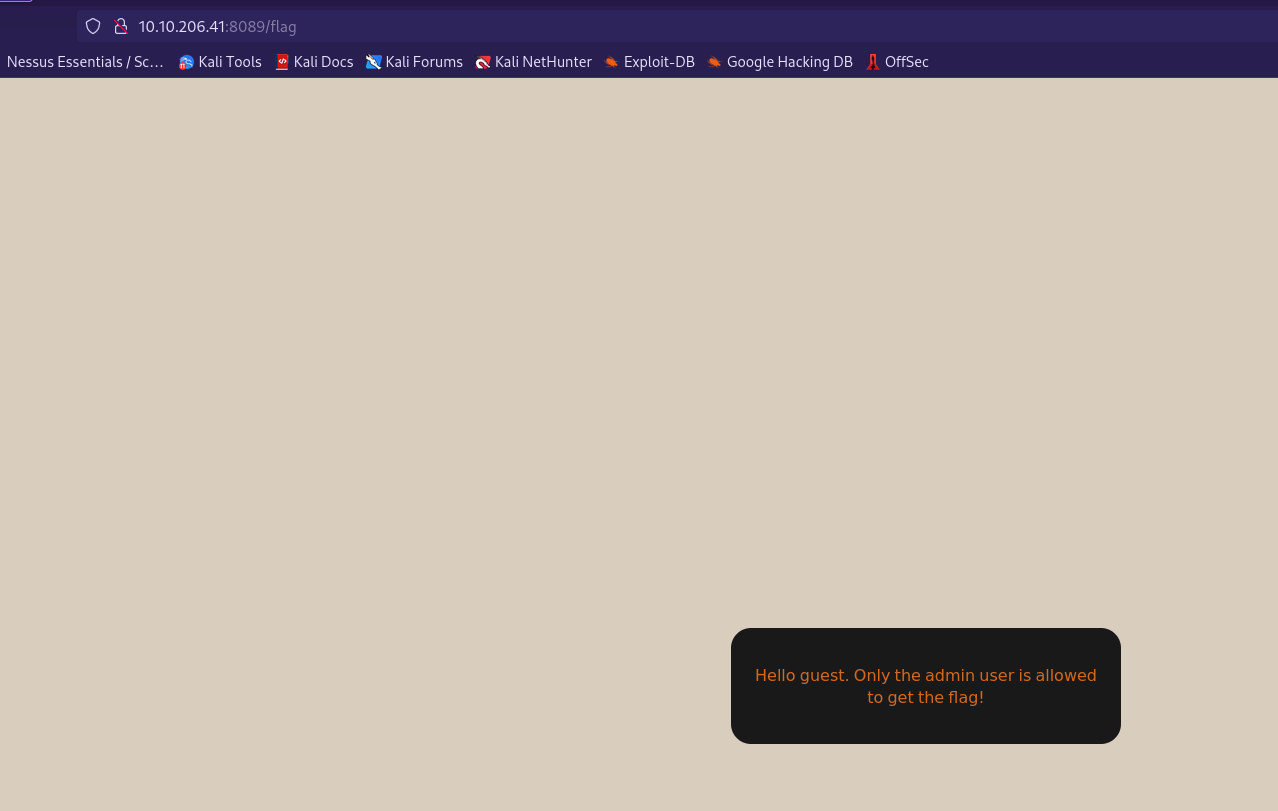 10.10.206.41:8089/flag
Nessus Essentials / Sc... Kali Tools Kali Docs Kali Forums Kali NetHunter Exploit-DB Google Hacking DB OffSec
Hello guest. Only the admin user is allowed
to get the flag!